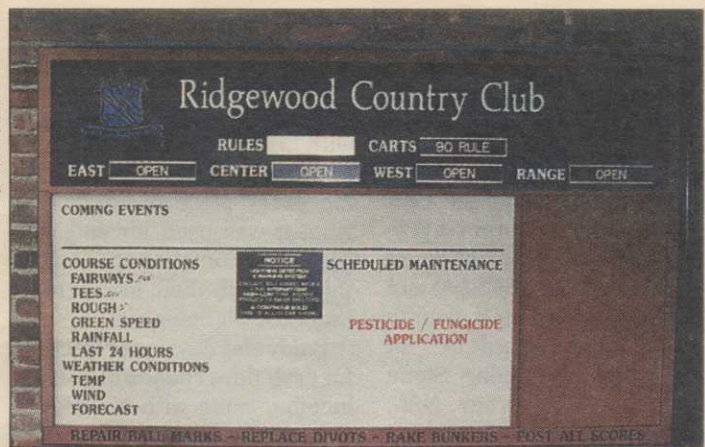 Ridgewood Country Club
RULES CARTS 90 RULE
EAST OPEN CENTER OPEN WEST OPEN RANGE OPEN
COMING EVENTS
COURSE CONDITIONS
FAIRWAYS
TEES
ROUGH
GREEN SPEED
RAINFALL
LAST 24 HOURS
WEATHER CONDITIONS
TEMP
WIND
FORECAST
NOTICE
SCHEDULED MAINTENANCE
PESTICIDE / FUNGICIDE
APPLICATION
REPAIR BALL MARKS ~ REPLACE DIVOTS ~ RAKE BUNKERS ~ POST ALL SCORES